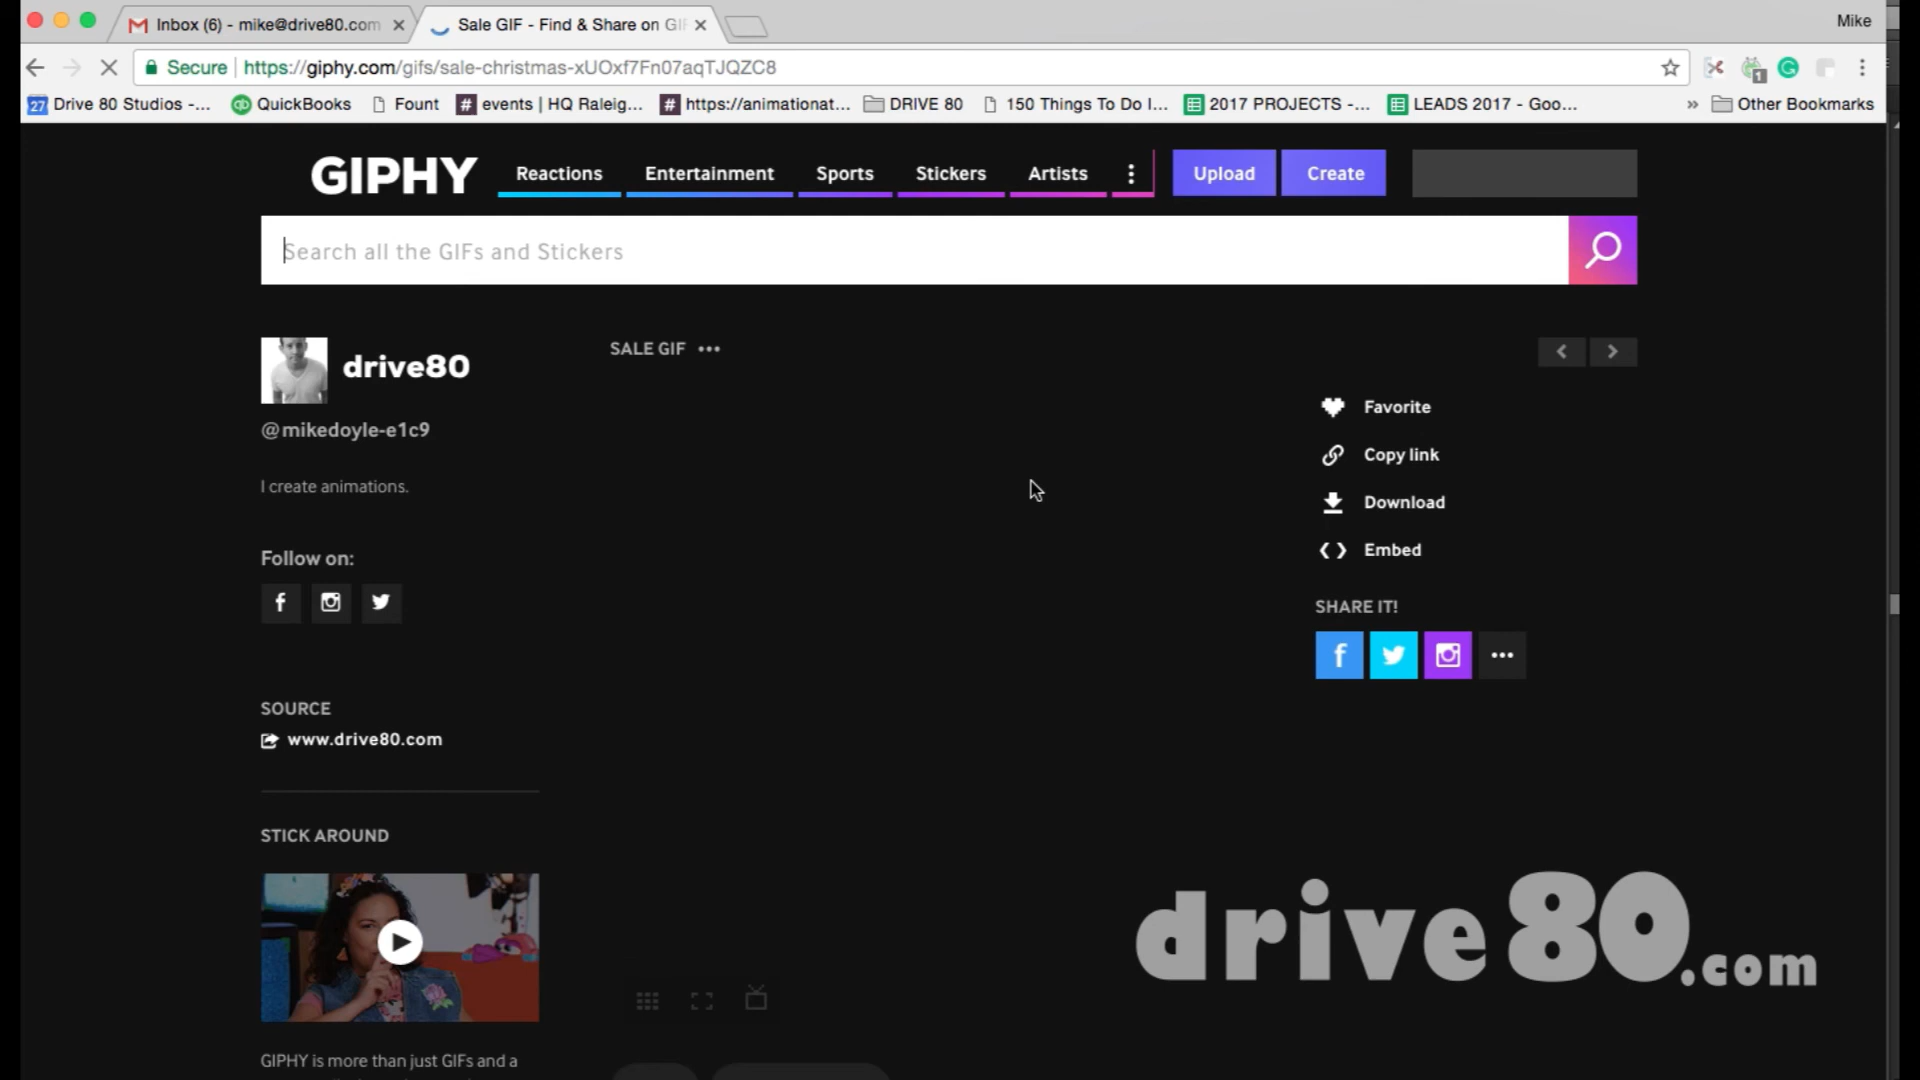 Inbox (6) - mike@drive80.com
Sale GIF - Find & Share on GI
Mike
Secure
https://giphy.com/gifs/sale-christmas-xUOxf7Fn07aqTJQZC8
27
Drive 80 Studios -...
QuickBooks
Fount
events | HQ Raleig...
https://animationat...
DRIVE 80
150 Things To Do I...
2017 PROJECTS -...
LEADS 2017 - Goo...
Other Bookmarks
GIPHY
Reactions
Entertainment
Sports
Stickers
Artists
Upload
Create
Search all the GIFs and Stickers
drive80
@mikedoyle-e1c9
I create animations.
Follow on:
SOURCE
www.drive80.com
STICK AROUND
GIPHY is more than just GIFs and a
SALE GIF
Favorite
Copy link
Download
Embed
SHARE IT!
drive80.com